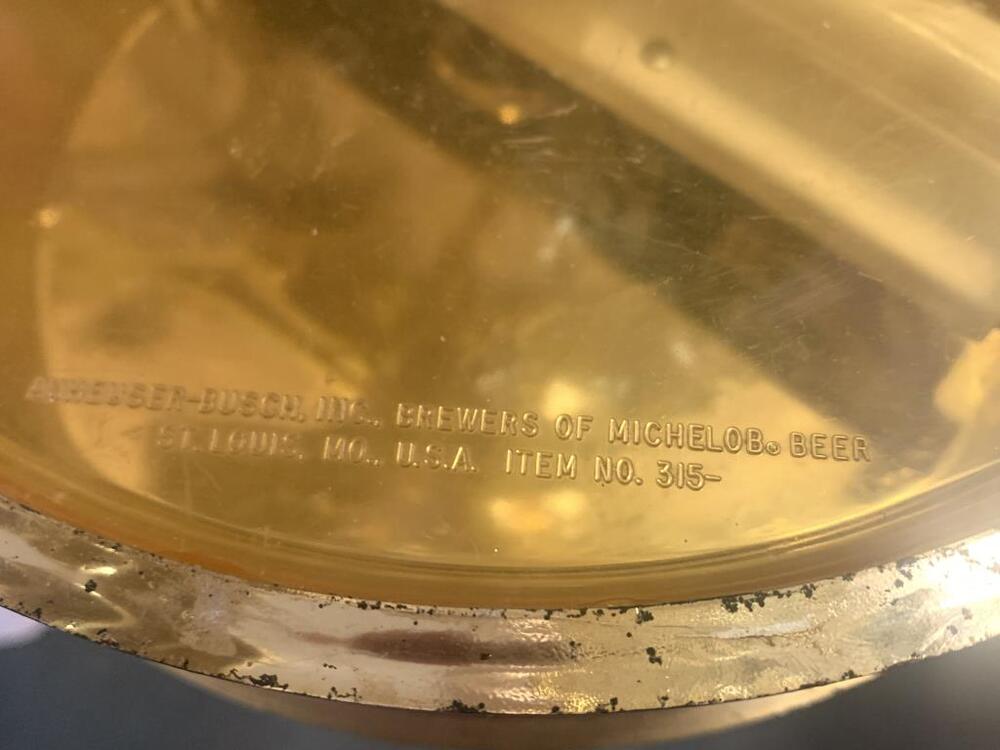 ANHEUSER-BUSCH, INC., BREWERS OF MICHELOB® BEER
ST. LOUIS, MO., U.S.A. ITEM NO. 315-